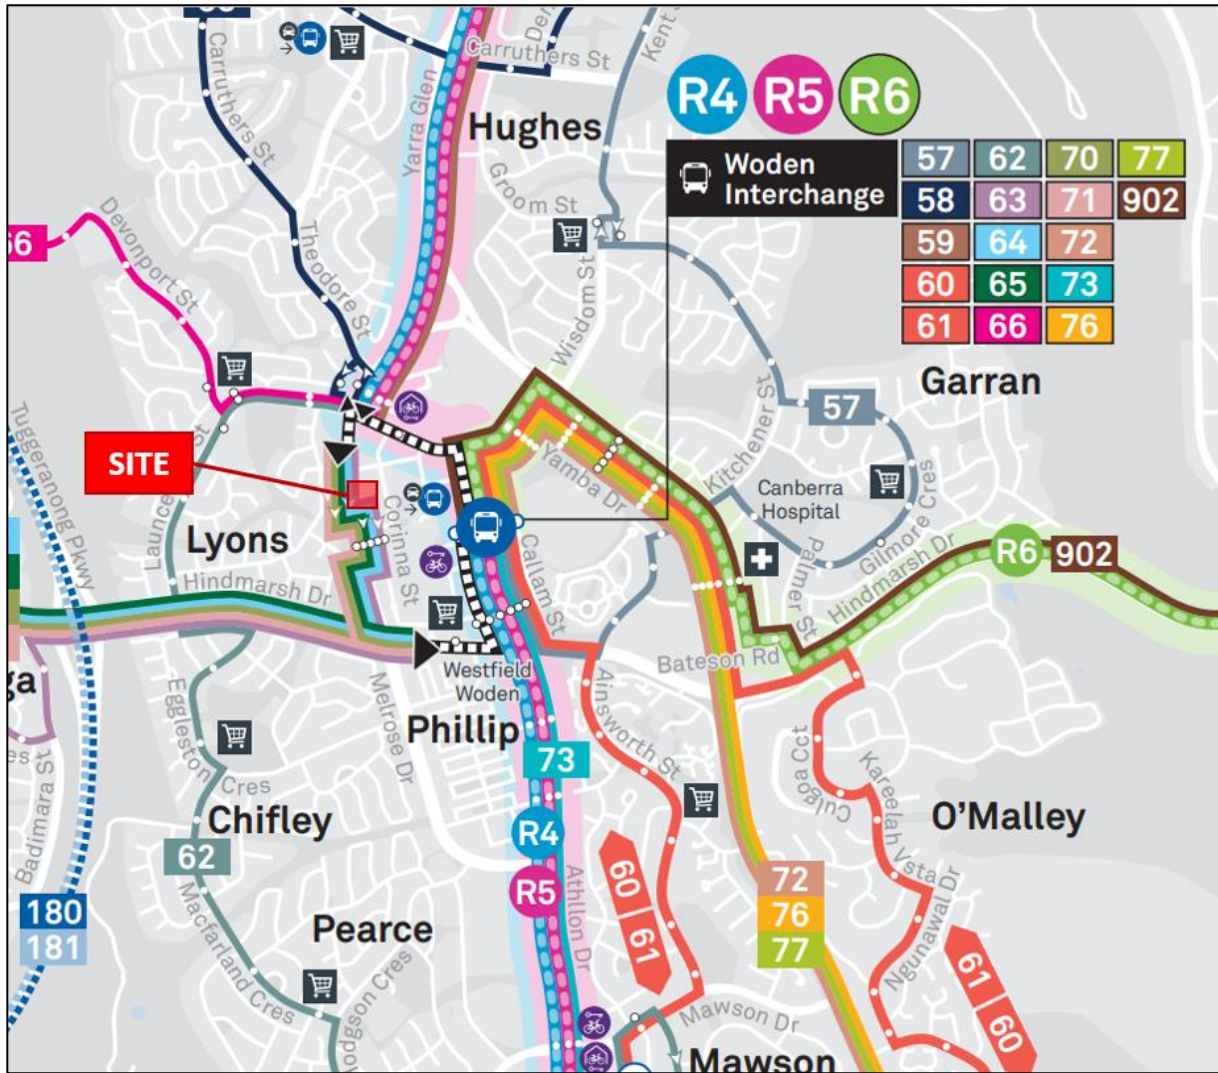 Carruthers St
Yarra Glen
Carruthers St
Kent S
Hughes
R4 R5 R6
Woden
Interchange
57 62 70 77
58 63 71 902
59 64 72
60 65 73
61 66 76
Groom St
Devonport St
66
Theodore St
Wisdom St
Garran
57
Kitchener St
Yamba Dr
Canberra
Hospital
Gilmore Cres
Palmer St
Hindmarsh Dr
R6 902
Tuggeranong Pkwy
SITE
Launces
St
Corinna St
Lyons
Hindmarsh Dr
Callam St
Bateson Rd
Westfield
Woden
ga
es St
Badimara St
Eggleston
Cres
Melrose Dr
Phillip
73
Ainsworth St
Culgoa Cct
Kareelah Vsta
O'Malley
Chifley
62
R4
R5
Athllon Dr
60 61
72
76
77
Ngunawal Dr
180
181
Macfarland Cres
Pearce
Hodgson Cres
61 60
Mawson Dr
Mawson